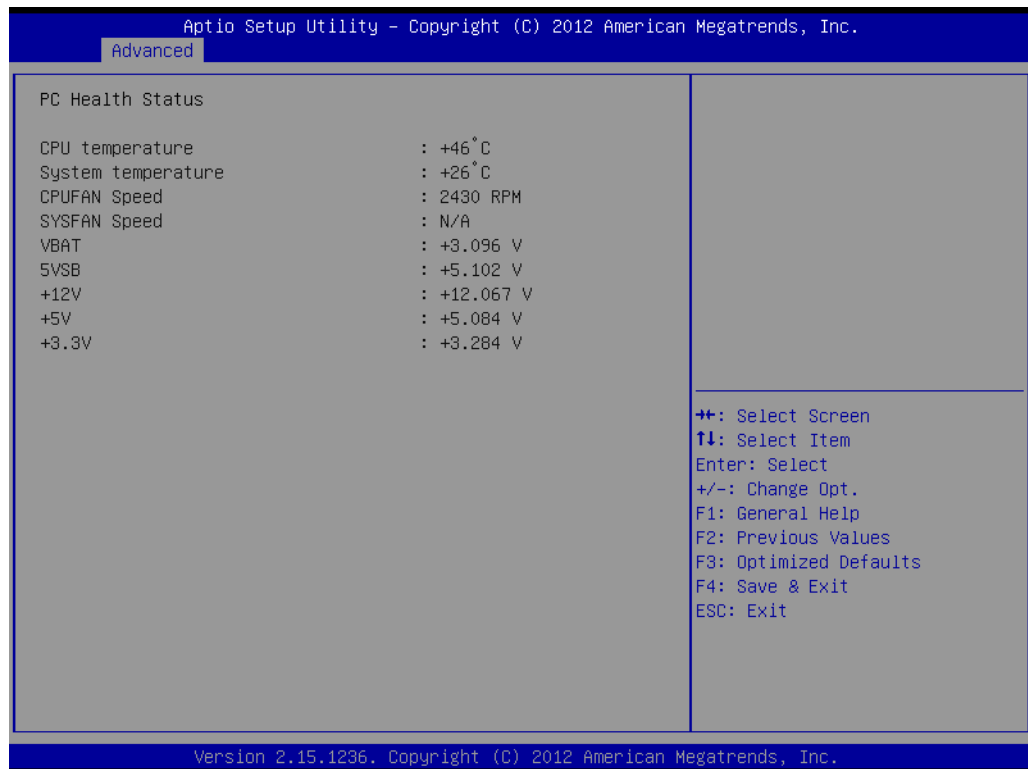 Aptio Setup Utility – Copyright (C) 2012 American Megatrends, Inc.
Advanced
PC Health Status
CPU temperature : +46°C
System temperature : +26°C
CPUFAN Speed : 2430 RPM
SYSFAN Speed : N/A
VBAT : +3.096 V
5VSB : +5.102 V
+12V : +12.067 V
+5V : +5.084 V
+3.3V : +3.284 V
→←: Select Screen
↑↓: Select Item
Enter: Select
+/-: Change Opt.
F1: General Help
F2: Previous Values
F3: Optimized Defaults
F4: Save & Exit
ESC: Exit
Version 2.15.1236. Copyright (C) 2012 American Megatrends, Inc.